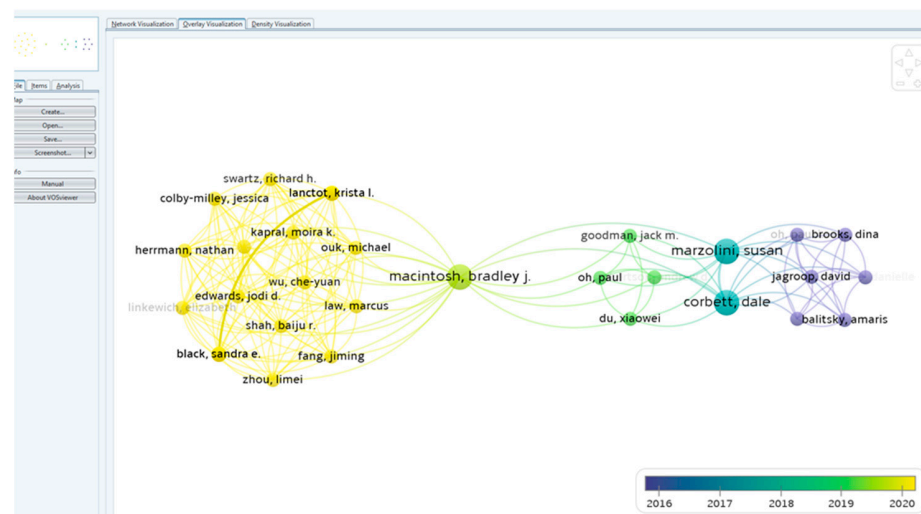 Network Visualization Overlay Visualization Density Visualization
Items Analysis
Create...
Open...
Save...
Screenshot...
Manual
About VOSviewer
swartz, richard h.
colby-milley, jessica
lanctot, krista l.
kapral, moira k.
herrmann, nathan
ouk, michael
wu, che-yuan
edwards, jodi d.
linkewich, elizabeth
law, marcus
shah, baiju r.
black, sandra e.
fang, jiming
zhou, limei
macintosh, bradley j.
goodman, jack m.
oh, paul
du, xiaowei
marzolini, susan
corbett, dale
brooks, dina
jagroop, david
balitsky, amaris
2016 2017 2018 2019 2020